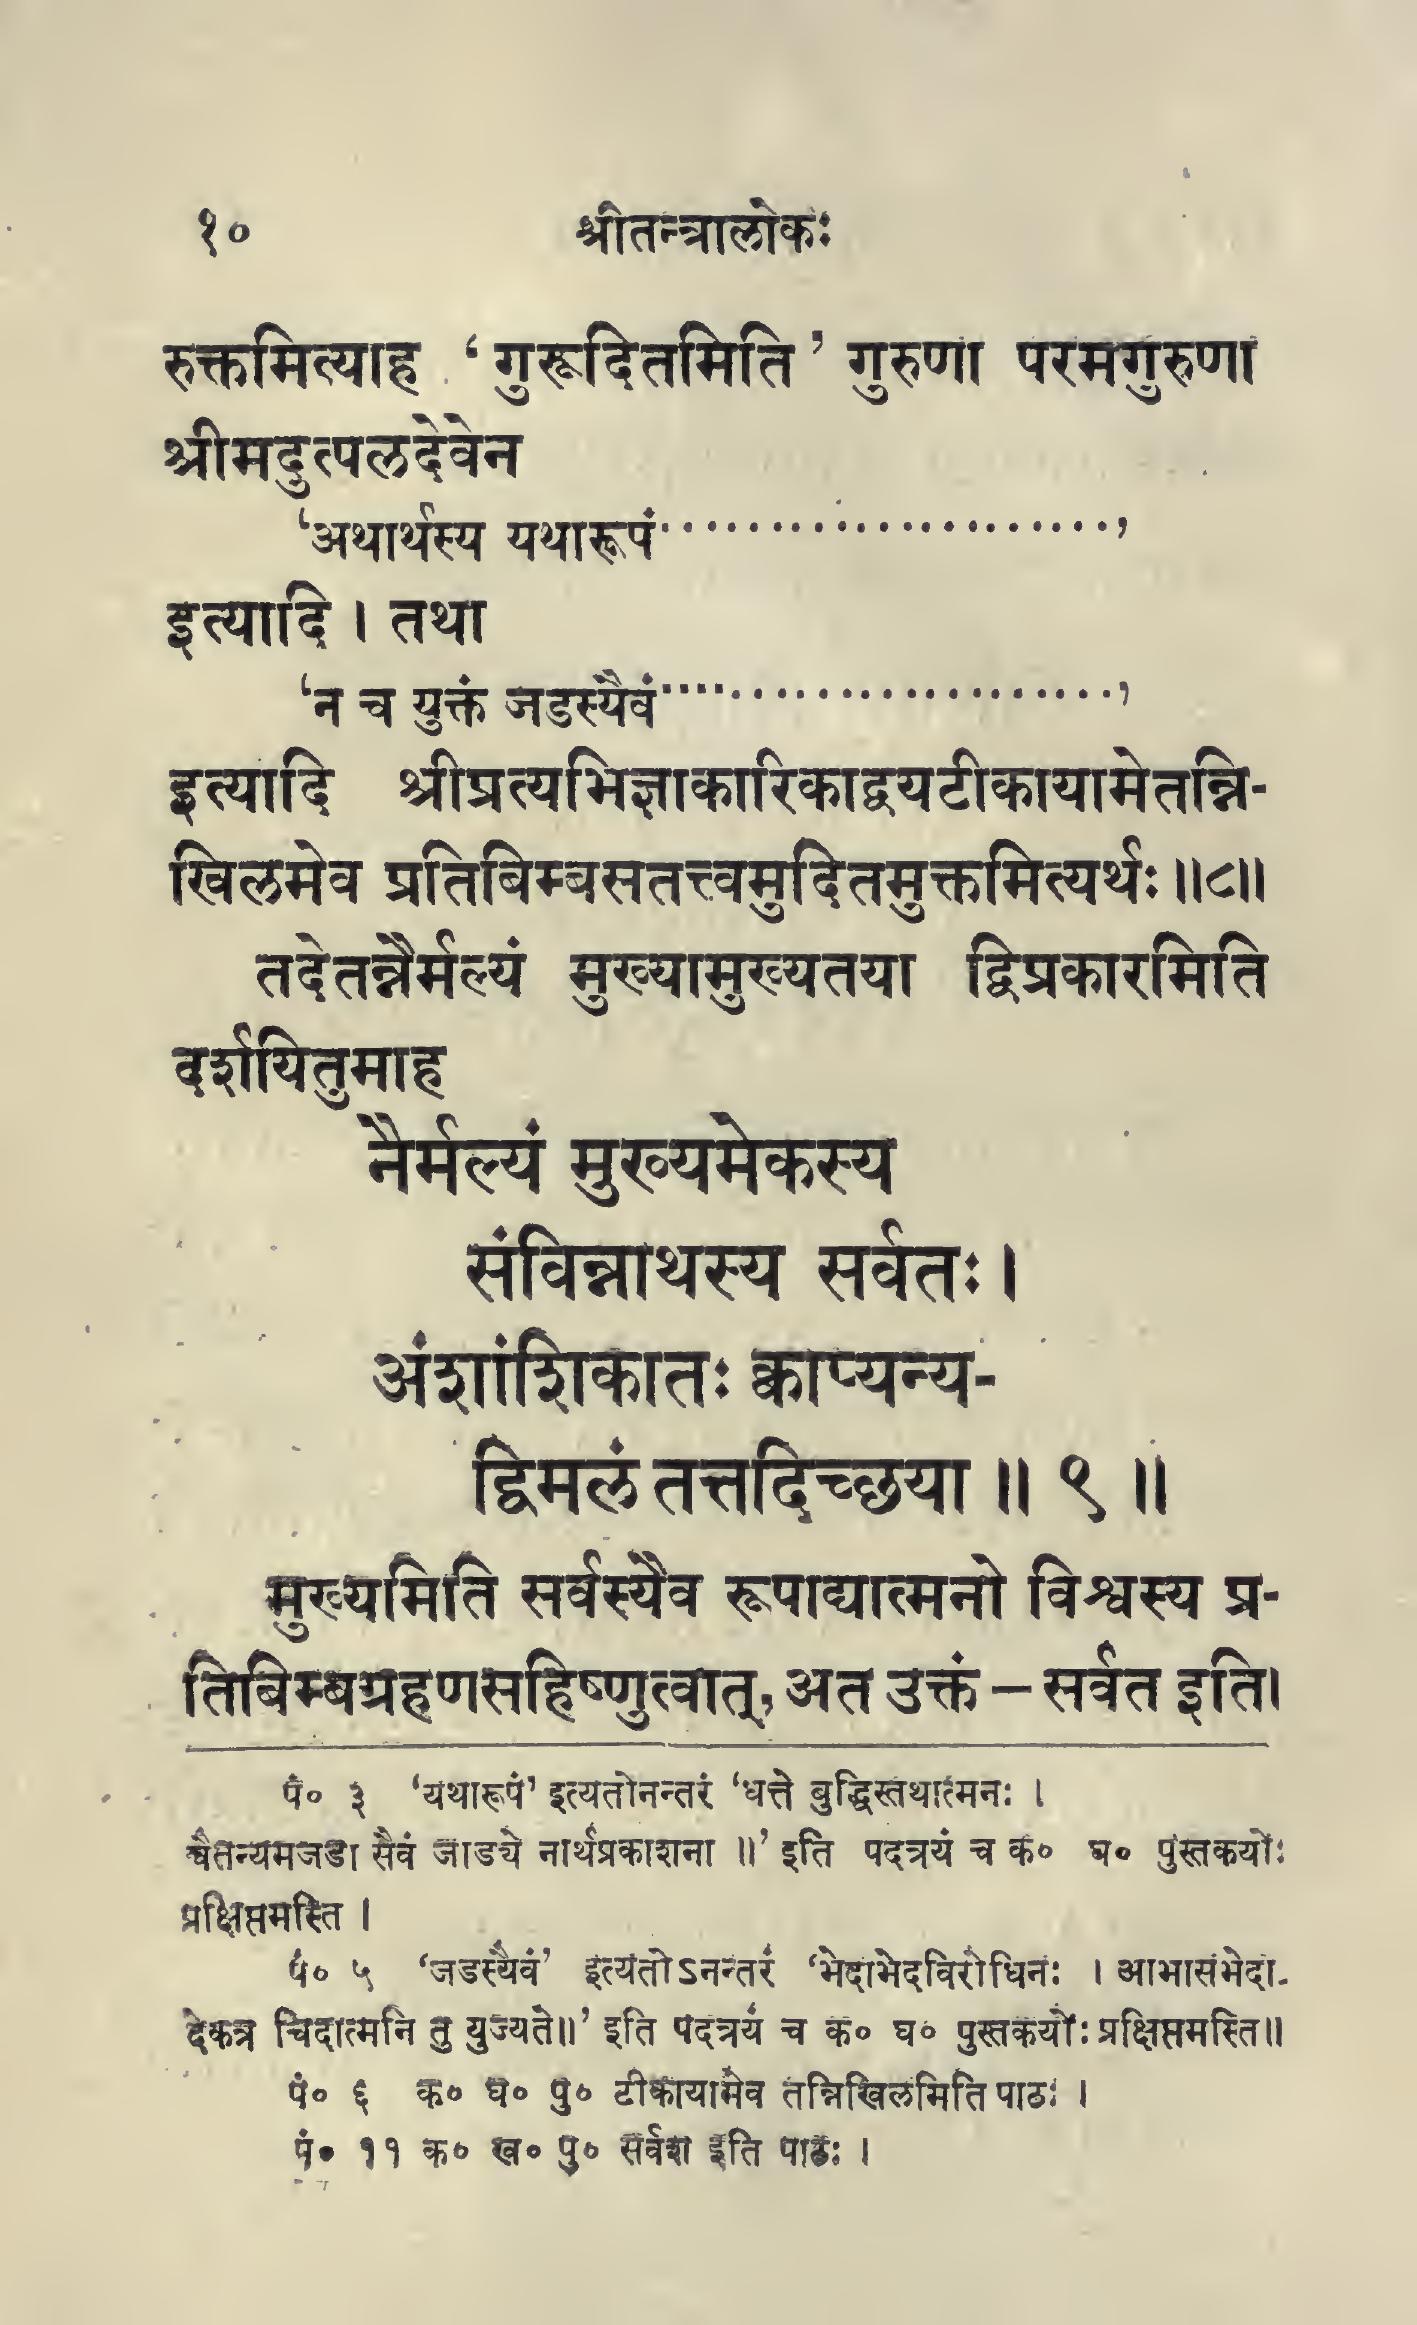 १० श्रीतन्त्रालोकः
रुक्तमित्याह ‘गुरूदितमिति’ गुरुणा परमगुरुणा
श्रीमदुत्पलदेवेन
‘अथार्थस्य यथारूपं······················’
इत्यादि । तथा
‘न च युक्तं जडस्यैवं······················’
इत्यादि श्रीप्रत्यभिज्ञाकारिकाद्वयटीकायामेतन्नि-
खिलमेव प्रतिबिम्बसतत्त्वमुदितमुक्तमित्यर्थः ॥८॥
तदेतन्नैर्मल्यं मुख्यामुख्यतया द्विप्रकारमिति
दर्शयितुमाह
नैर्मल्यं मुख्यमेकस्य
संविन्नाथस्य सर्वतः ।
अंशांशिकातः क्वाप्यन्य-
द्विमलं तत्तदिच्छया ॥ ९ ॥
मुख्यमिति सर्वस्यैव रूपाद्यात्मनो विश्वस्य प्र-
तिबिम्बग्रहणसहिष्णुत्वात्, अत उक्तं – सर्वत इति।
पं० ३ ‘यथारूपं’ इत्यतोनन्तरं ‘धत्ते बुद्धिस्तथात्मनः ।
चैतन्यमजडा सैवं जाड्ये नार्थप्रकाशना ॥’ इति पदत्रयं च क० घ० पुस्तकयोः
प्रक्षिप्तमस्ति ।
पं० ५ ‘जडस्यैवं’ इत्यतोऽनन्तरं ‘भेदाभेदविरोधिनः । आभासभेदा-
देकत्र चिदात्मनि तु युज्यते॥’ इति पदत्रयं च क० घ० पुस्तकयोः प्रक्षिप्तमस्ति॥
पं० ६ क० घ० पु० टीकायामेव तन्निखिलमिति पाठः ।
पं० ११ क० ख० पु० सर्वश इति पाठः ।